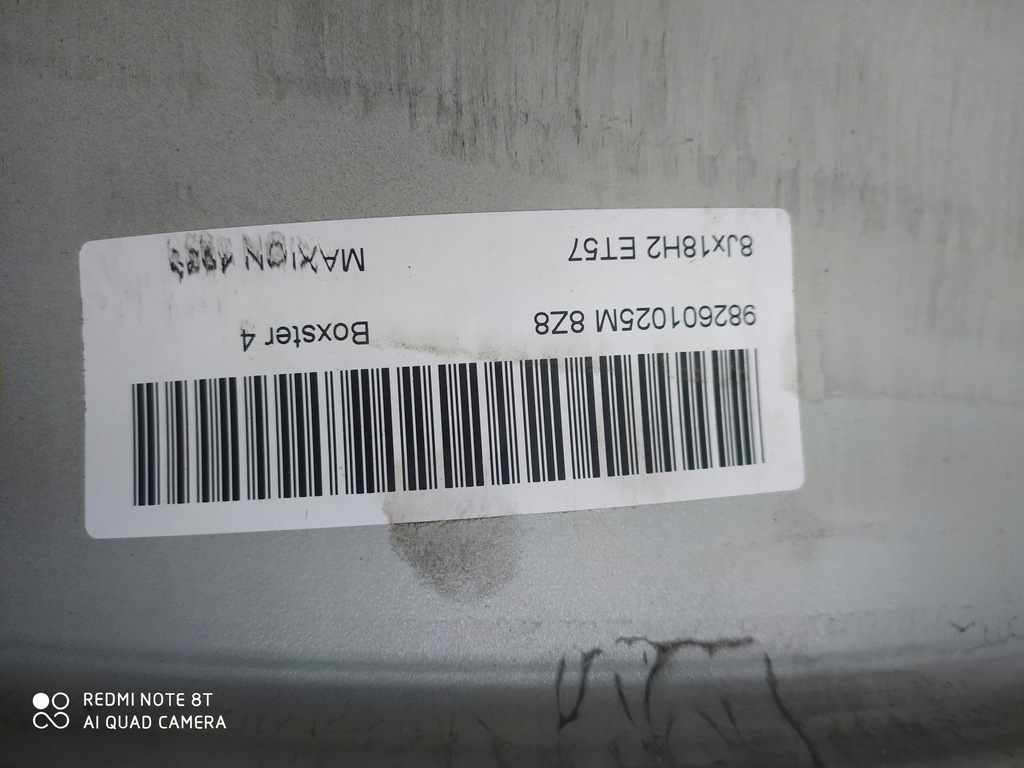 982601025M 8Z8 Boxster 4
8Jx18H2 ET57 MAXION
REDMI NOTE 8T
AI QUAD CAMERA